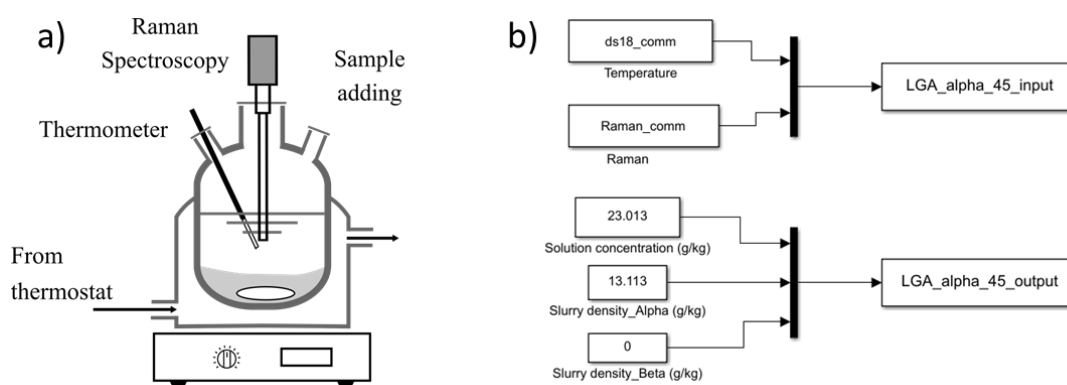 a)
Raman
Spectroscopy
Sample
adding
Thermometer
From
thermostat
b)
ds18_comm
Temperature
Raman_comm
Raman
LGA_alpha_45_input
23.013
Solution concentration (g/kg)
13.113
Slurry density_Alpha (g/kg)
0
Slurry density_Beta (g/kg)
LGA_alpha_45_output